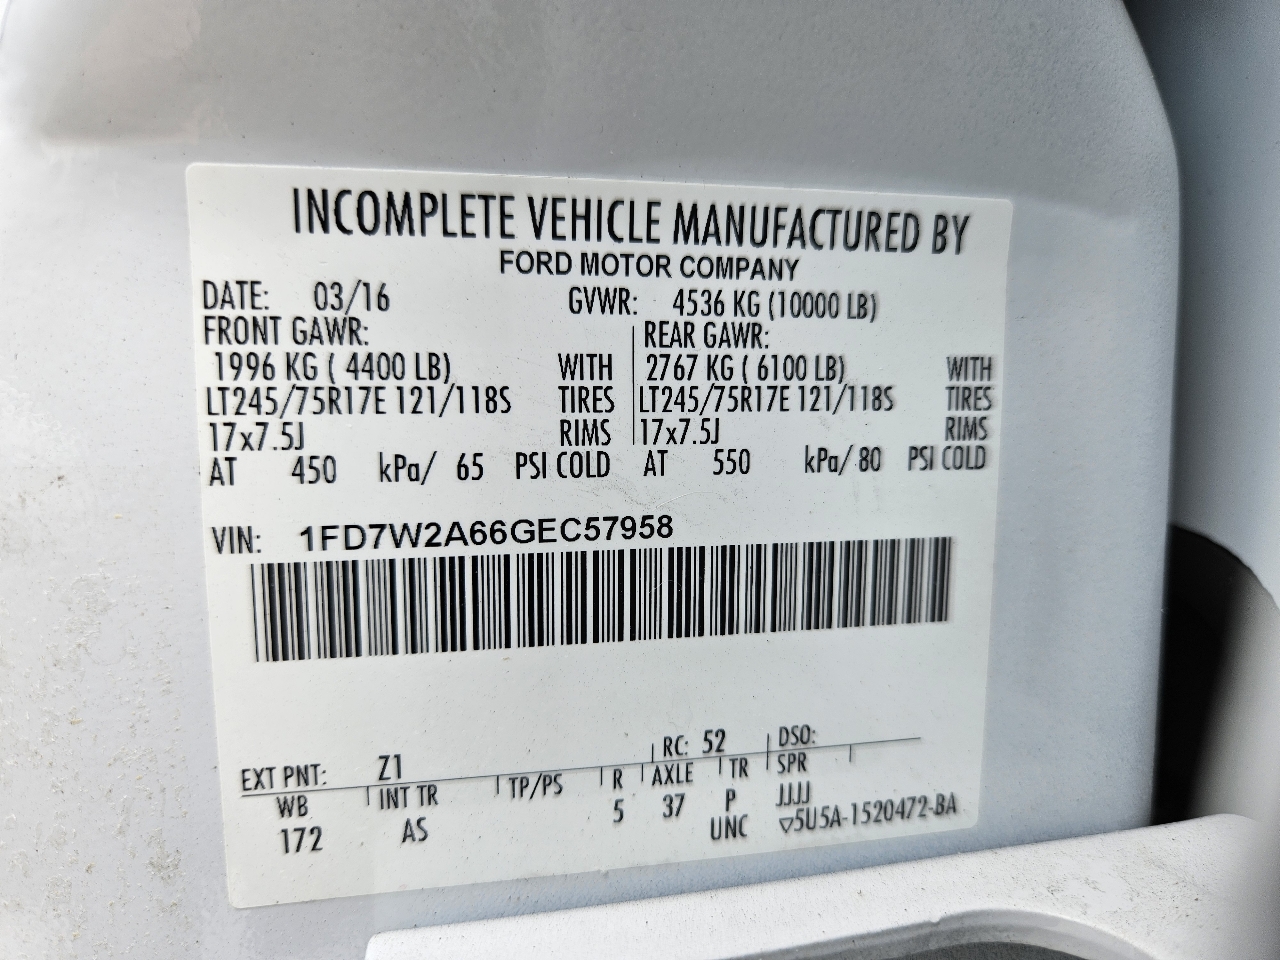 INCOMPLETE VEHICLE MANUFACTURED BY
FORD MOTOR COMPANY
DATE: 03/16 GVWR: 4536 KG (10000 LB)
FRONT GAWR: REAR GAWR:
1996 KG ( 4400 LB) WITH 2767 KG ( 6100 LB) WITH
LT245/75R17E 121/118S TIRES LT245/75R17E 121/118S TIRES
17x7.5J RIMS 17x7.5J RIMS
AT 450 kPa/ 65 PSI COLD AT 550 kPa/ 80 PSI COLD
VIN: 1FD7W2A66GEC57958
EXT PNT: Z1 RC: 52 DSO:
WB INT TR TP/PS R AXLE TR SPR
172 AS 5 37 P JJJJ
UNC ▽5U5A-1520472-BA